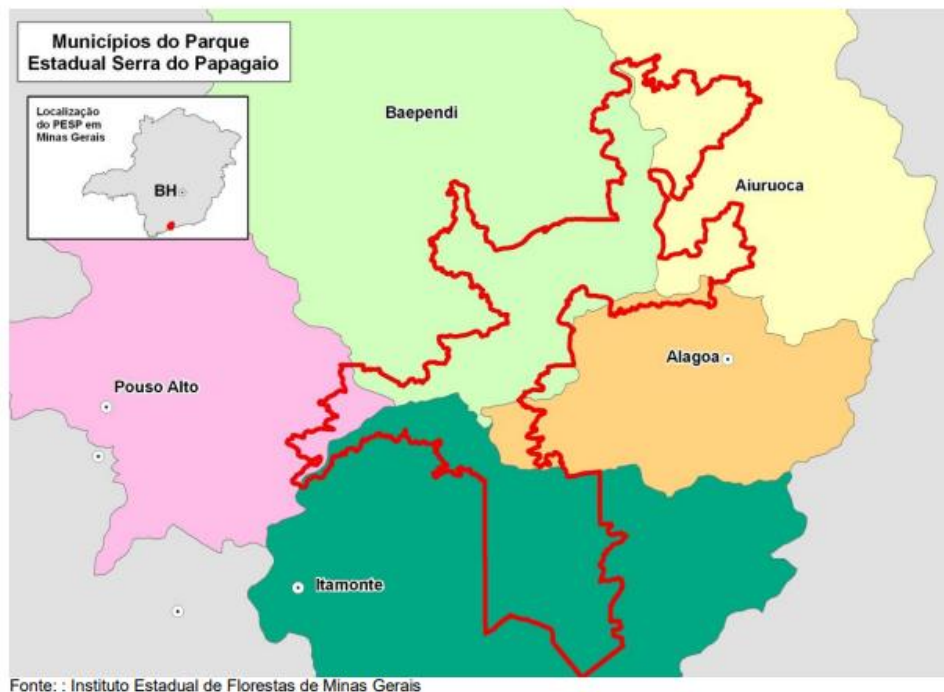 Municípios do Parque
Estadual Serra do Papagaio
Localização
do PESP em
Minas Gerais
BH
Baependi
Aiuruoca
Alagoa
Pouso Alto
Itamonte
Fonte: : Instituto Estadual de Florestas de Minas Gerais